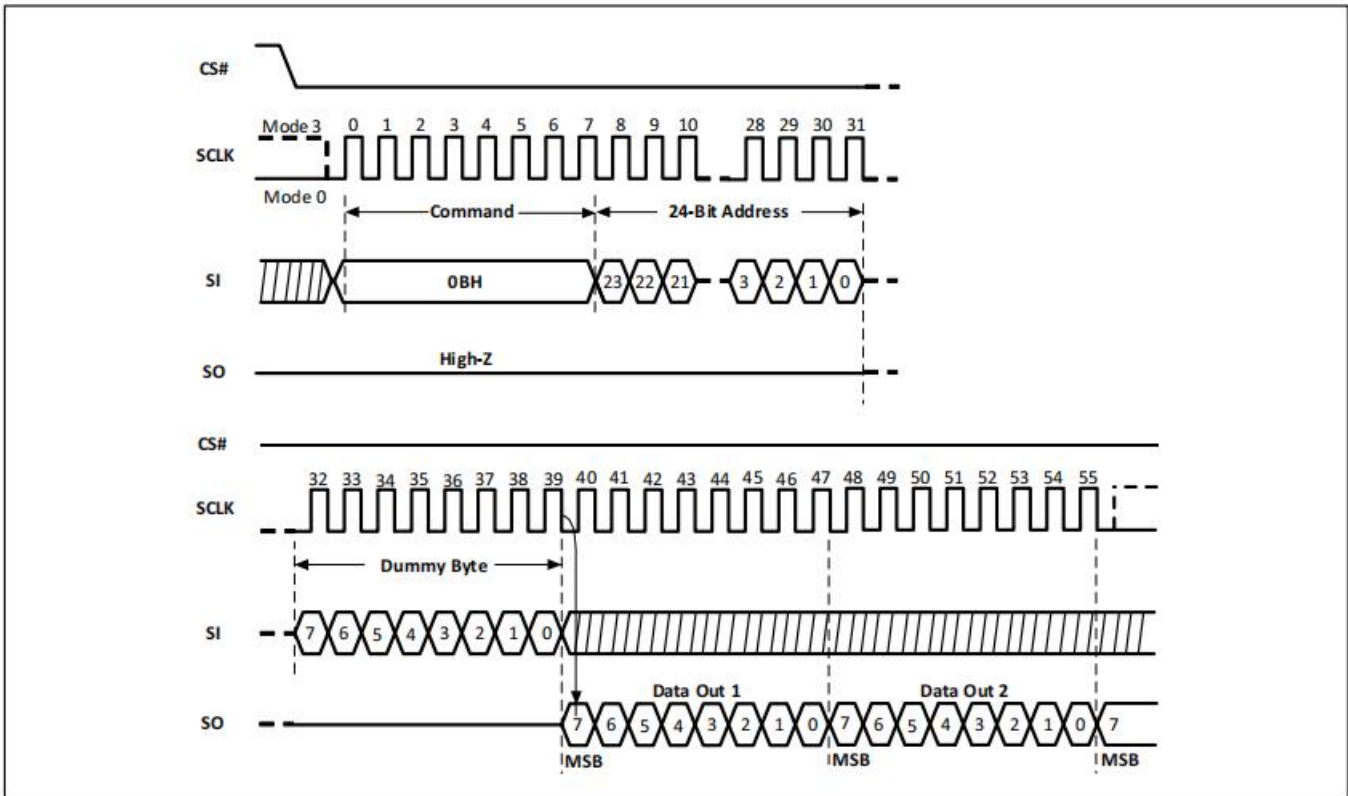 CS#
Mode 3 0 1 2 3 4 5 6 7 8 9 10 28 29 30 31
SCLK
Mode 0
Command 24-Bit Address
SI 0BH 23 22 21 3 2 1 0
High-Z
SO
CS#
32 33 34 35 36 37 38 39 40 41 42 43 44 45 46 47 48 49 50 51 52 53 54 55
SCLK
Dummy Byte
SI 7 6 5 4 3 2 1 0
Data Out 1 Data Out 2
SO 7 6 5 4 3 2 1 0 7 6 5 4 3 2 1 0 7
MSB MSB MSB